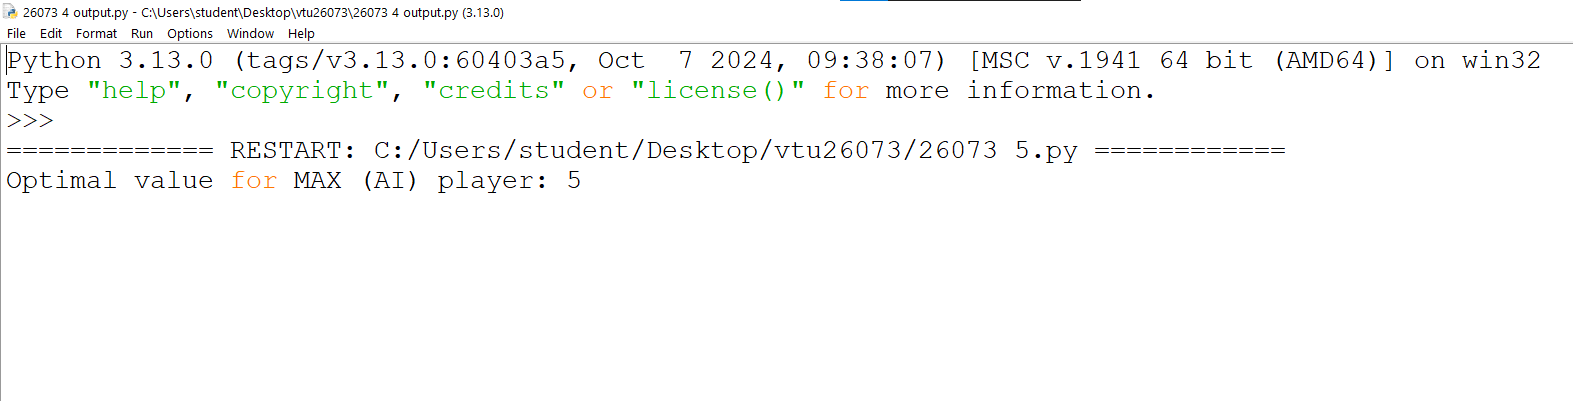 26073 4 output.py - C:\Users\student\Desktop\vtu26073\26073 4 output.py (3.13.0)
File Edit Format Run Options Window Help
Python 3.13.0 (tags/v3.13.0:60403a5, Oct  7 2024, 09:38:07) [MSC v.1941 64 bit (AMD64)] on win32
Type "help", "copyright", "credits" or "license()" for more information.
>>>
============= RESTART: C:/Users/student/Desktop/vtu26073/26073 5.py ============
Optimal value for MAX (AI) player: 5